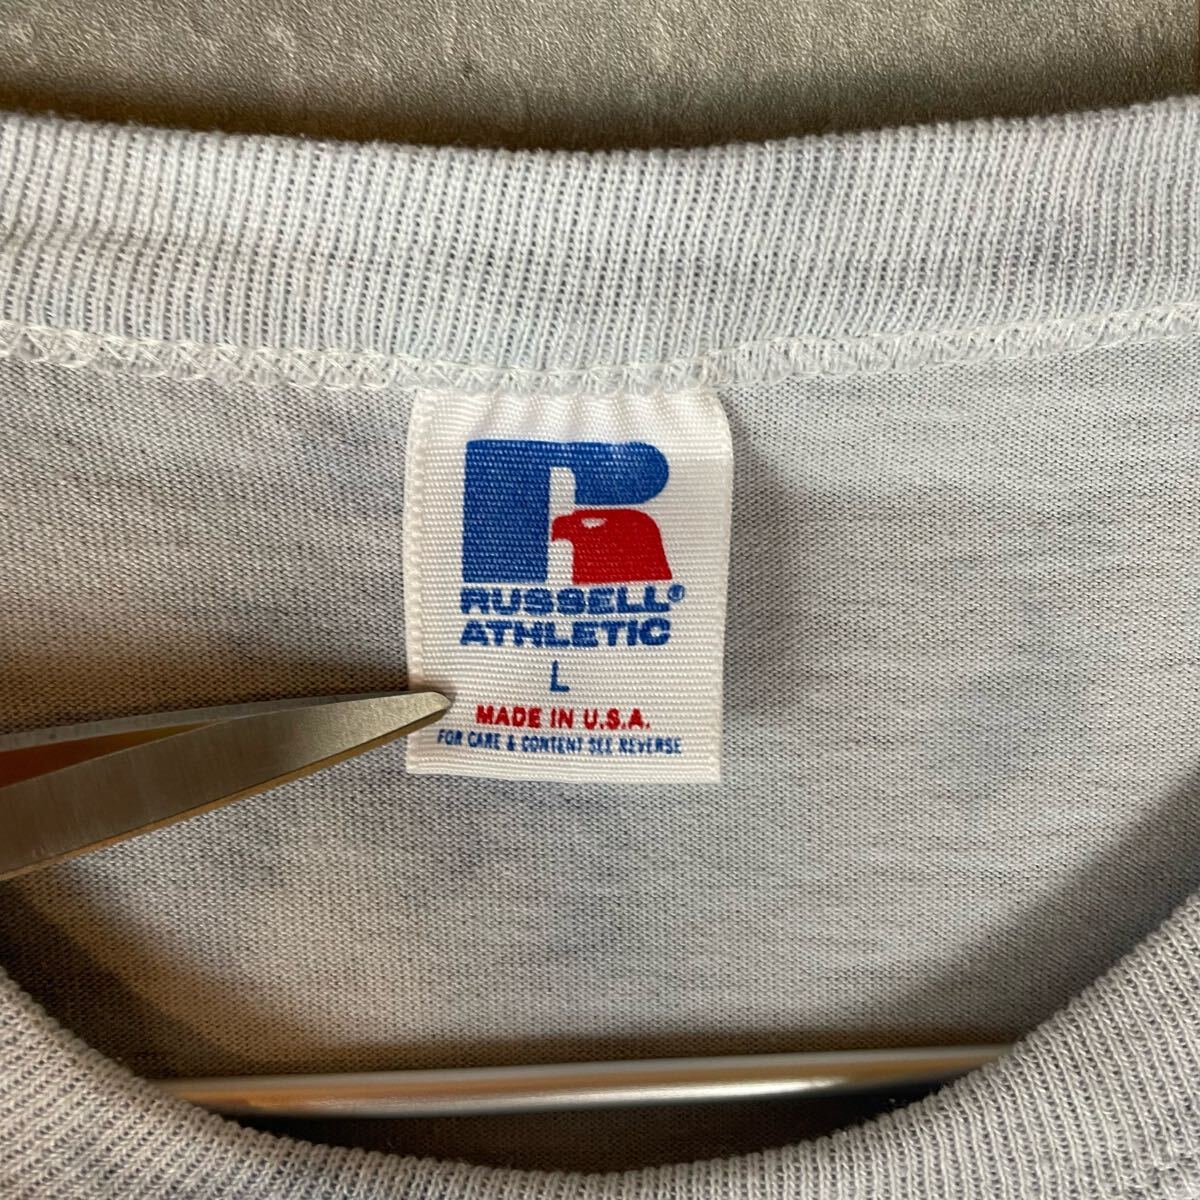 R
RUSSELL®
ATHLETIC
L
MADE IN U.S.A.
FOR CARE & CONTENT SEE REVERSE